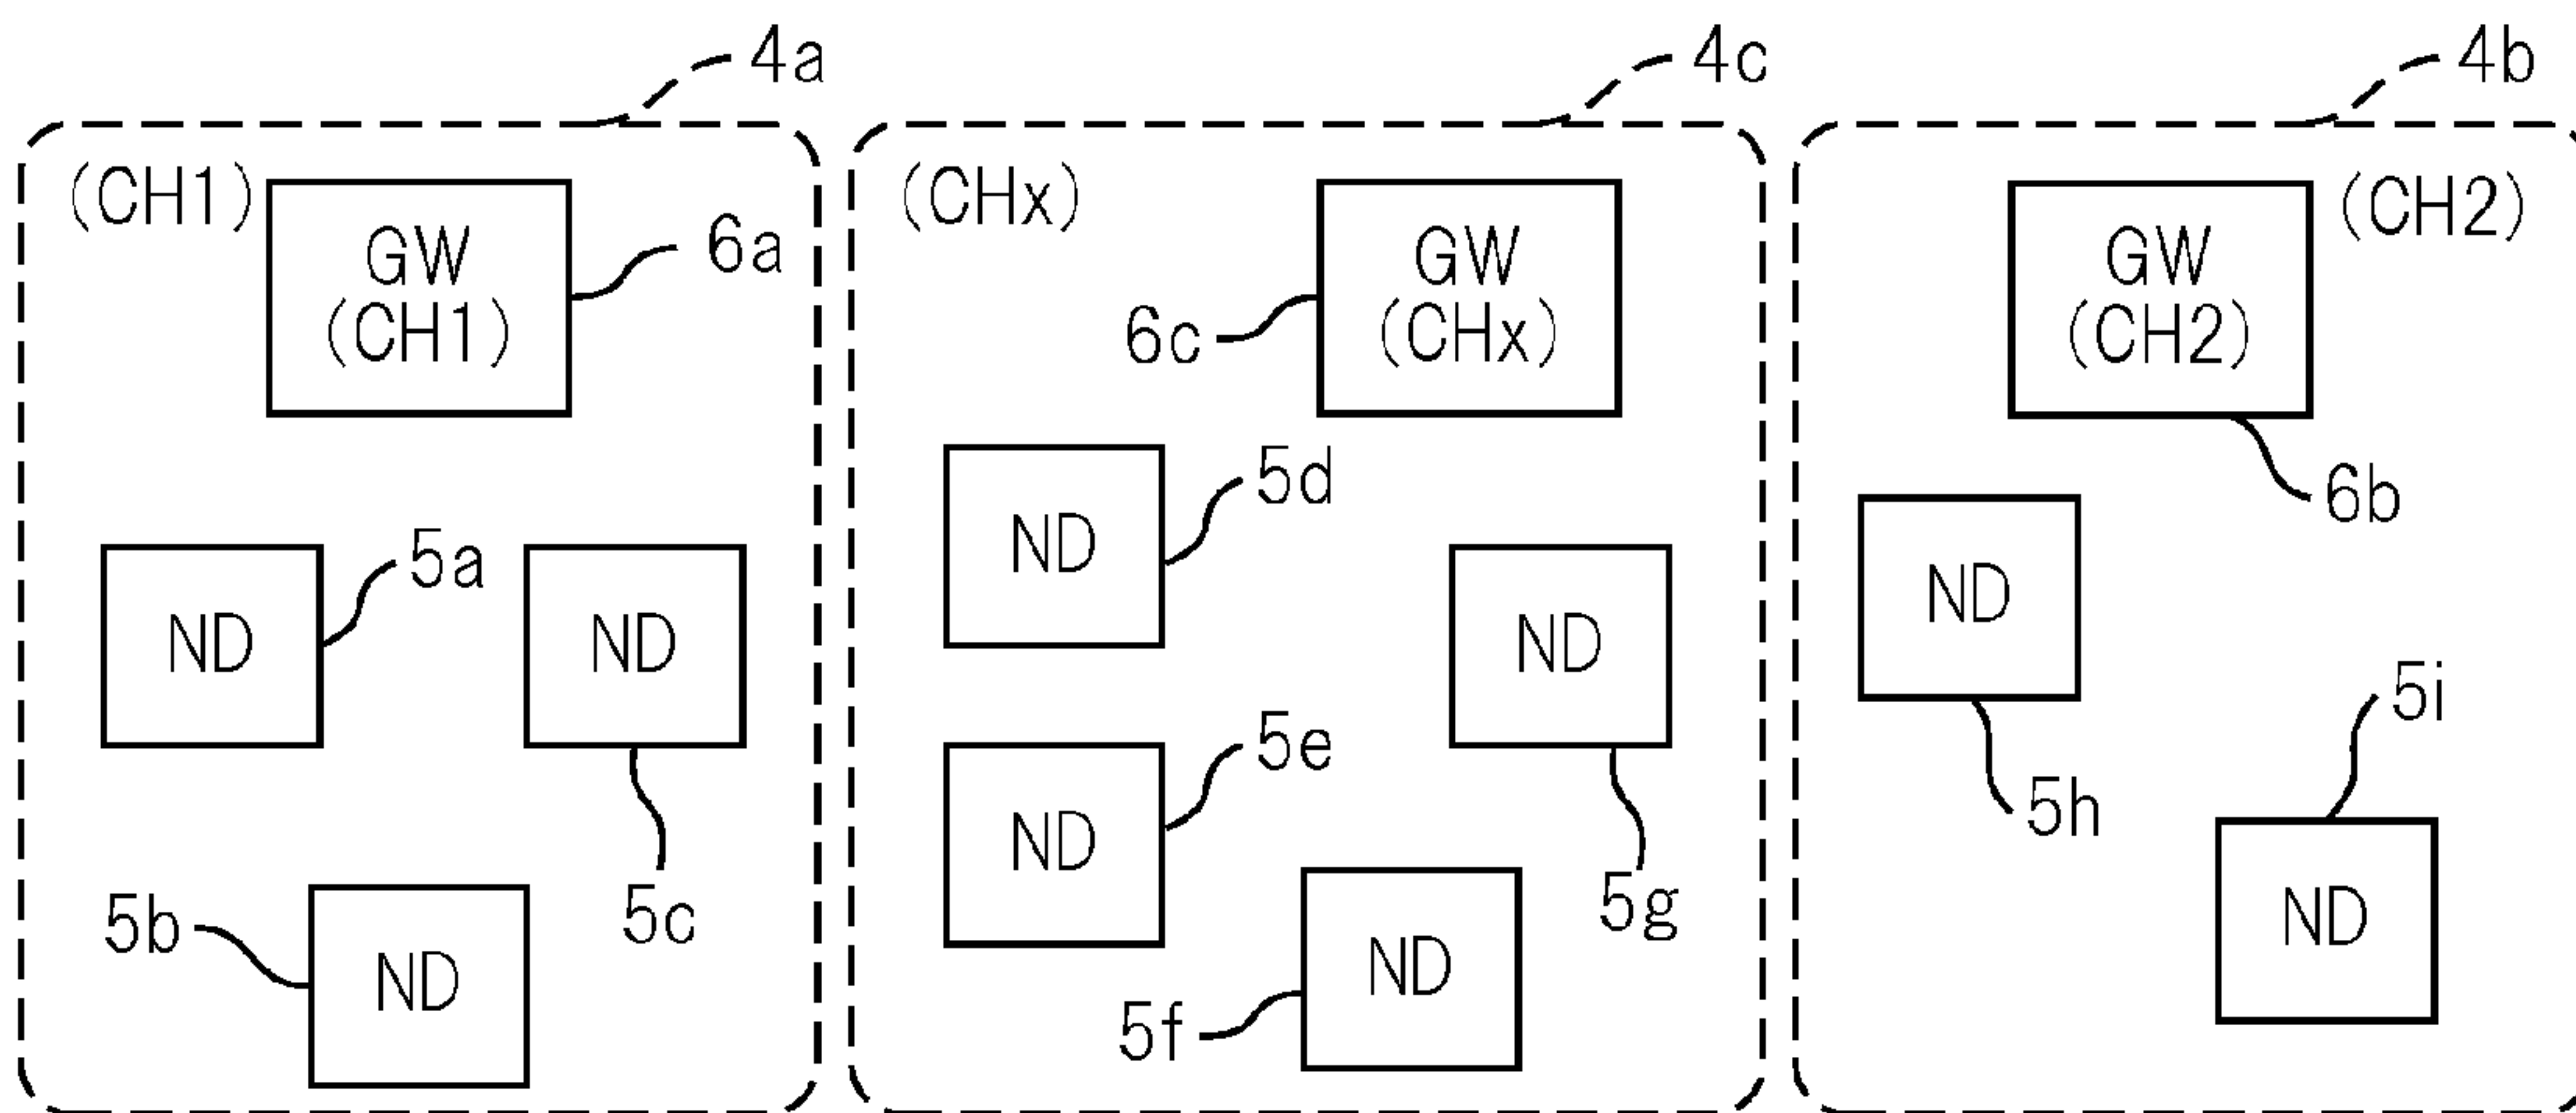 4a
(CH1)
GW
(CH1)
6a
ND
5a
ND
5c
5b
ND
4c
(CHx)
GW
(CHx)
6c
ND
5d
ND
5g
ND
5e
5f
ND
4b
GW
(CH2)
(CH2)
6b
ND
5h
5i
ND